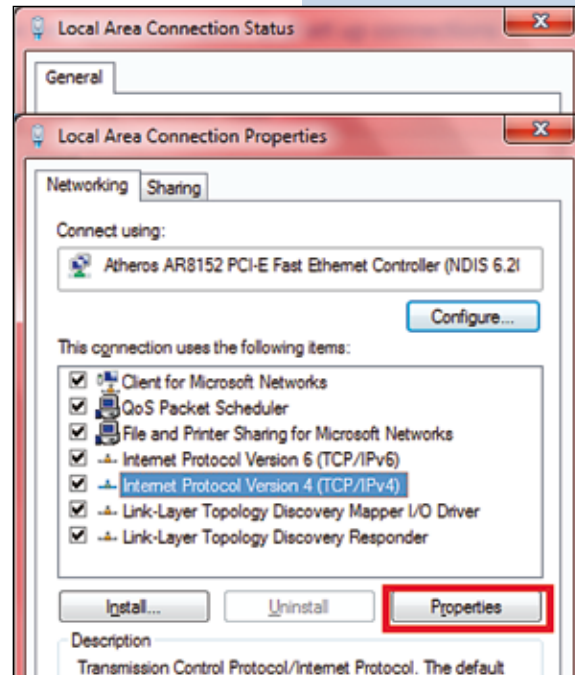 Local Area Connection Status
General
Local Area Connection Properties
Networking Sharing
Connect using:
Atheros AR8152 PCI-E Fast Ethernet Controller (NDIS 6.2
Configure...
This connection uses the following items:
Client for Microsoft Networks
QoS Packet Scheduler
File and Printer Sharing for Microsoft Networks
Internet Protocol Version 6 (TCP/IPv6)
Internet Protocol Version 4 (TCP/IPv4)
Link-Layer Topology Discovery Mapper I/O Driver
Link-Layer Topology Discovery Responder
Install... Uninstall Properties
Description
Transmission Control Protocol/Internet Protocol. The default